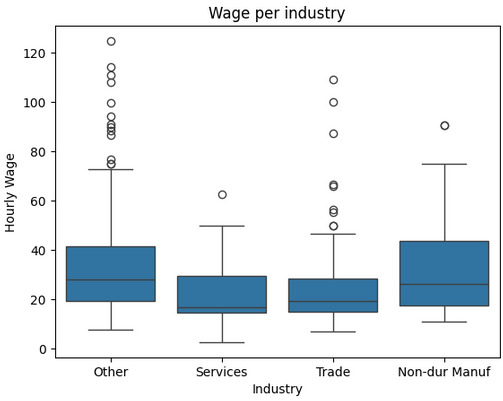 Wage per industry
120
100
80
60
40
20
0
Hourly Wage
Other Services Trade Non-dur Manuf
Industry